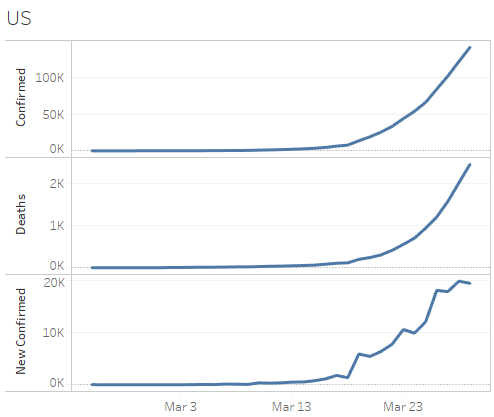 US
Confirmed
100K
50K
0K
Deaths
2K
1K
0K
New Confirmed
20K
10K
0K
Mar 3 Mar 13 Mar 23